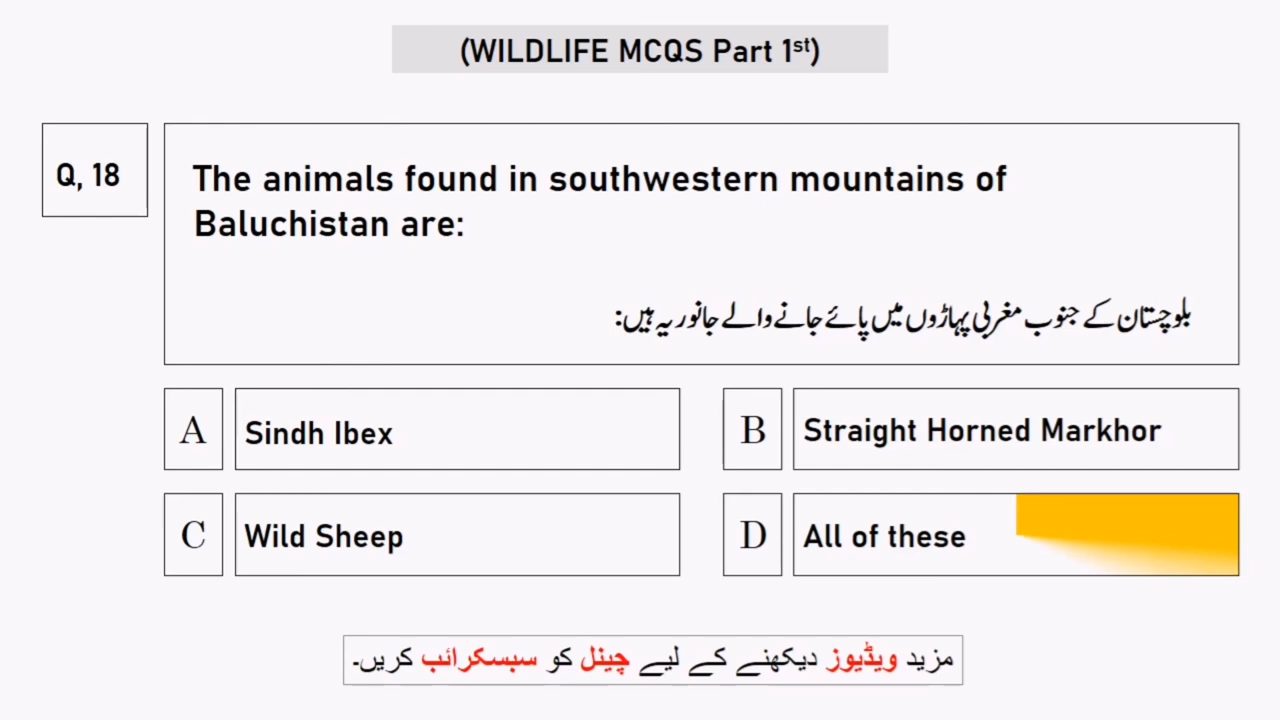 (WILDLIFE MCQS Part 1st)
Q, 18
The animals found in southwestern mountains of
Baluchistan are:
بلوچستان کے جنوب مغربی پہاڑوں میں پائے جانے والے جانور یہ ہیں:
A
Sindh Ibex
B
Straight Horned Markhor
C
Wild Sheep
D
All of these
مزید ویڈیوز دیکھنے کے لیے چینل کو سبسکرائب کریں۔